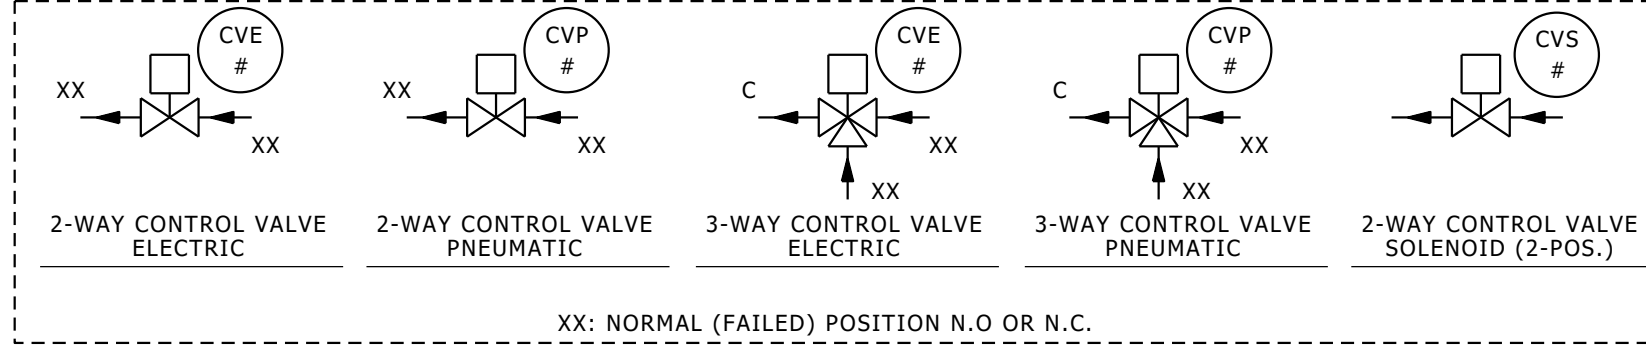 CVE
#
XX
XX
2-WAY CONTROL VALVE
ELECTRIC
CVP
#
XX
XX
2-WAY CONTROL VALVE
PNEUMATIC
CVE
#
C
XX
XX
3-WAY CONTROL VALVE
ELECTRIC
CVP
#
C
XX
XX
3-WAY CONTROL VALVE
PNEUMATIC
CVS
#
2-WAY CONTROL VALVE
SOLENOID (2-POS.)
XX: NORMAL (FAILED) POSITION N.O OR N.C.